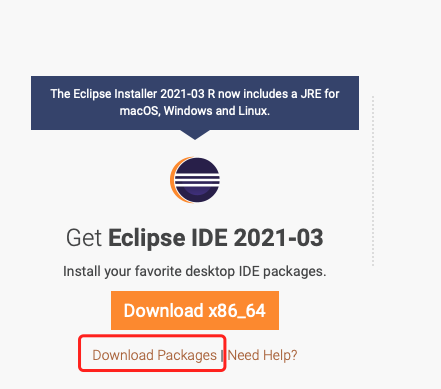 The Eclipse Installer 2021-03 R now includes a JRE for
macOS, Windows and Linux.
Get Eclipse IDE 2021-03
Install your favorite desktop IDE packages.
Download x86_64
Download Packages | Need Help?